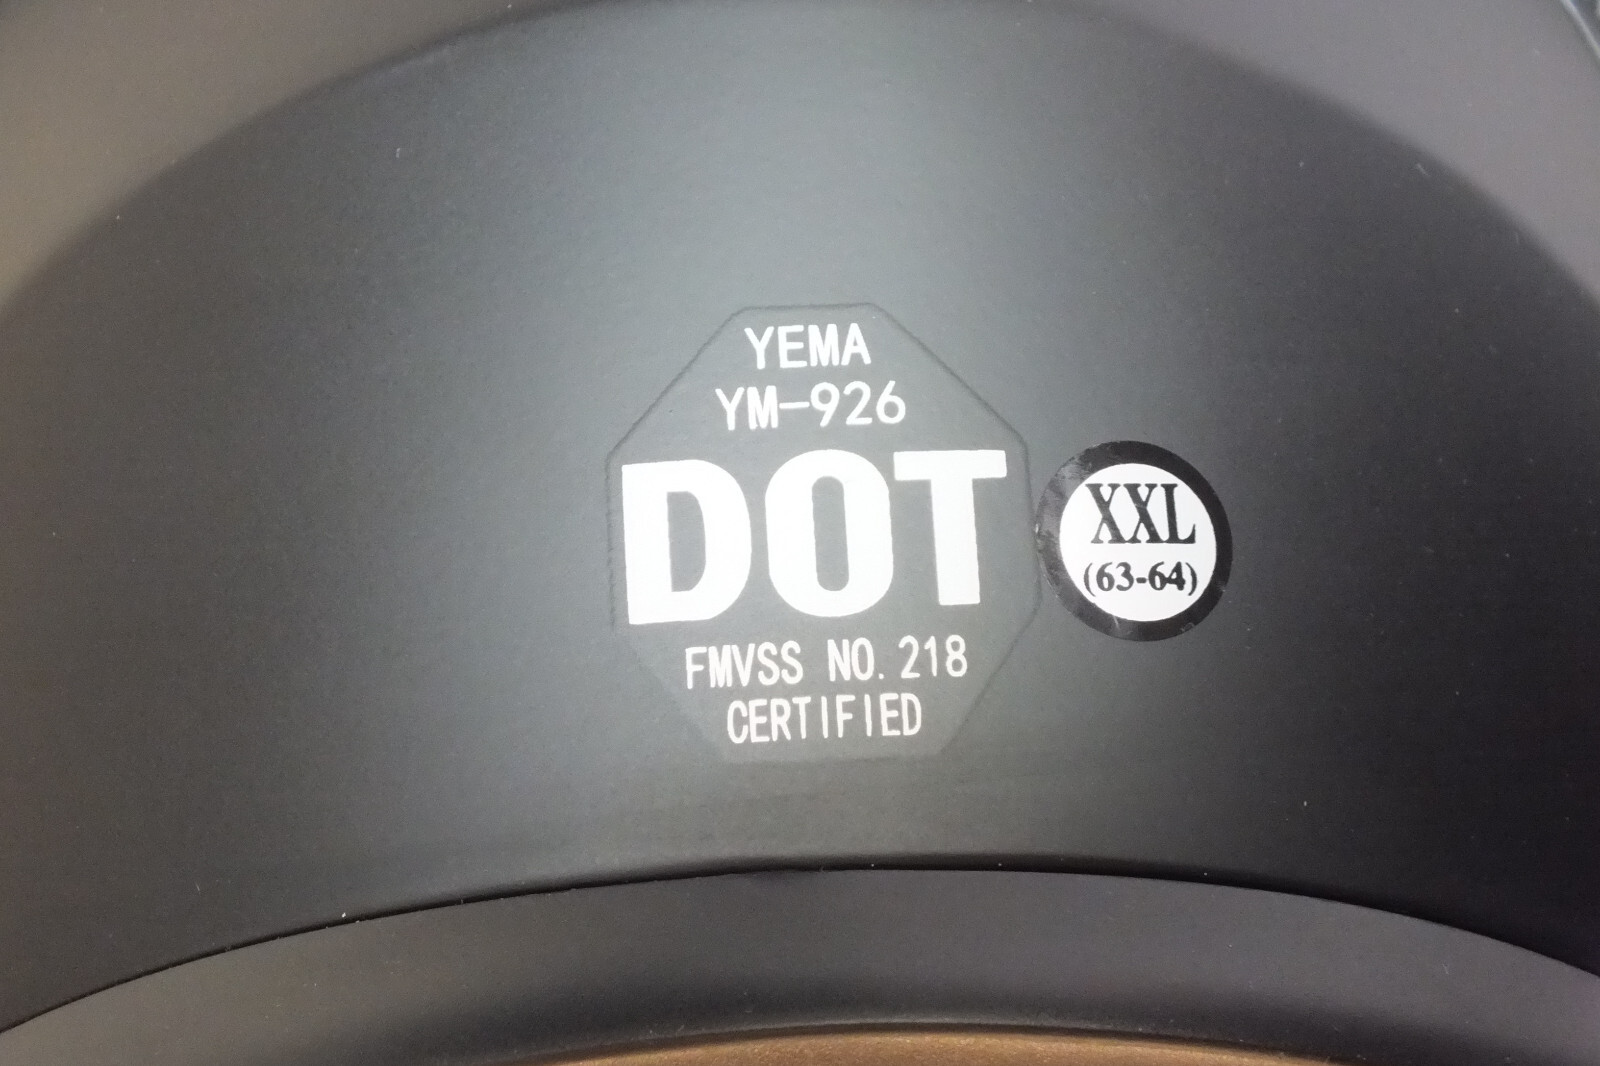 YEMA
YM-926
DOT
FMVSS NO. 218
CERTIFIED
XXL
(63-64)